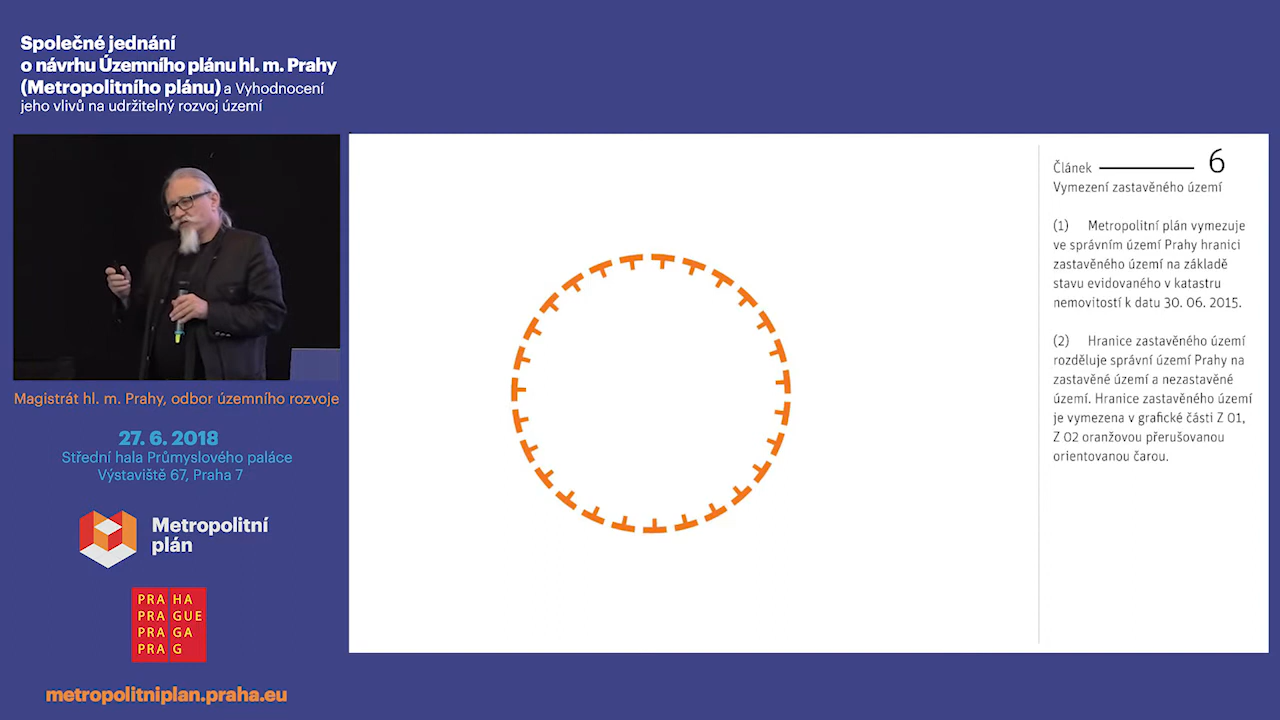 Společné jednání
o návrhu Územního plánu hl. m. Prahy
(Metropolitního plánu) a Vyhodnocení
jeho vlivů na udržitelný rozvoj území
Magistrát hl. m. Prahy, odbor územního rozvoje
27. 6. 2018
Střední hala Průmyslového paláce
Výstaviště 67, Praha 7
Metropolitní
plán
PRA HA
PRA GUE
PRA GA
PRA G
metropolitniplan.praha.eu
Článek 6
Vymezení zastavěného území
(1) Metropolitní plán vymezuje
ve správním území Prahy hranici
zastavěného území na základě
stavu evidovaného v katastru
nemovitostí k datu 30. 06. 2015.
(2) Hranice zastavěného území
rozděluje správní území Prahy na
zastavěné území a nezastavěné
území. Hranice zastavěného území
je vymezena v grafické části Z 01,
Z 02 oranžovou přerušovanou
orientovanou čarou.